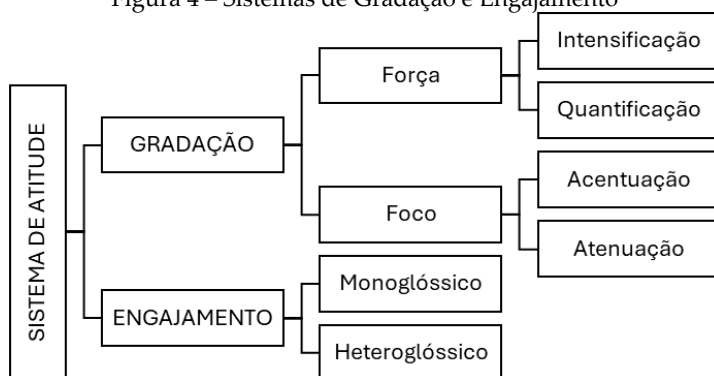 Figura 4 – Sistemas de Gradação e Engajamento
SISTEMA DE ATITUDE
GRADAÇÃO
Força
Intensificação
Quantificação
Foco
Acentuação
Atenuação
ENGAJAMENTO
Monoglóssico
Heteroglóssico